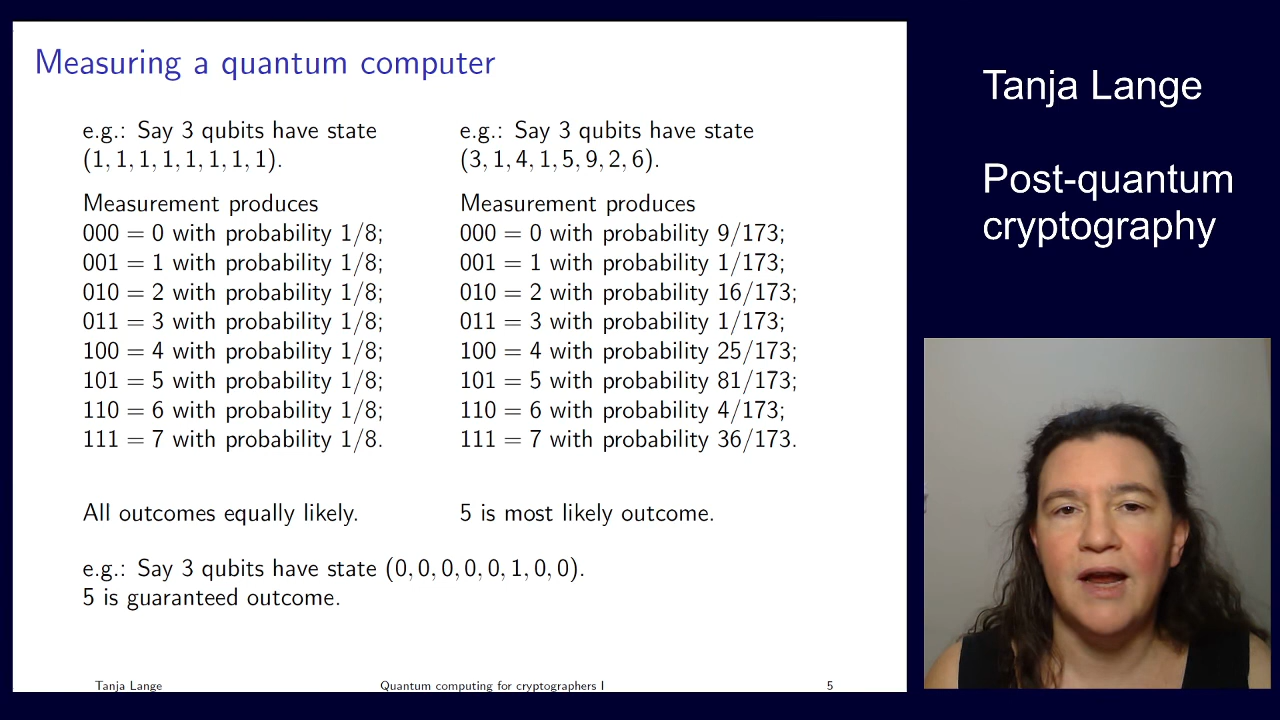 Measuring a quantum computer
e.g.: Say 3 qubits have state
(1, 1, 1, 1, 1, 1, 1, 1).
Measurement produces
000 = 0 with probability 1/8;
001 = 1 with probability 1/8;
010 = 2 with probability 1/8;
011 = 3 with probability 1/8;
100 = 4 with probability 1/8;
101 = 5 with probability 1/8;
110 = 6 with probability 1/8;
111 = 7 with probability 1/8.
All outcomes equally likely.
e.g.: Say 3 qubits have state
(3, 1, 4, 1, 5, 9, 2, 6).
Measurement produces
000 = 0 with probability 9/173;
001 = 1 with probability 1/173;
010 = 2 with probability 16/173;
011 = 3 with probability 1/173;
100 = 4 with probability 25/173;
101 = 5 with probability 81/173;
110 = 6 with probability 4/173;
111 = 7 with probability 36/173.
5 is most likely outcome.
e.g.: Say 3 qubits have state (0, 0, 0, 0, 0, 1, 0, 0).
5 is guaranteed outcome.
Tanja Lange
Quantum computing for cryptographers I
5
Tanja Lange
Post-quantum
cryptography